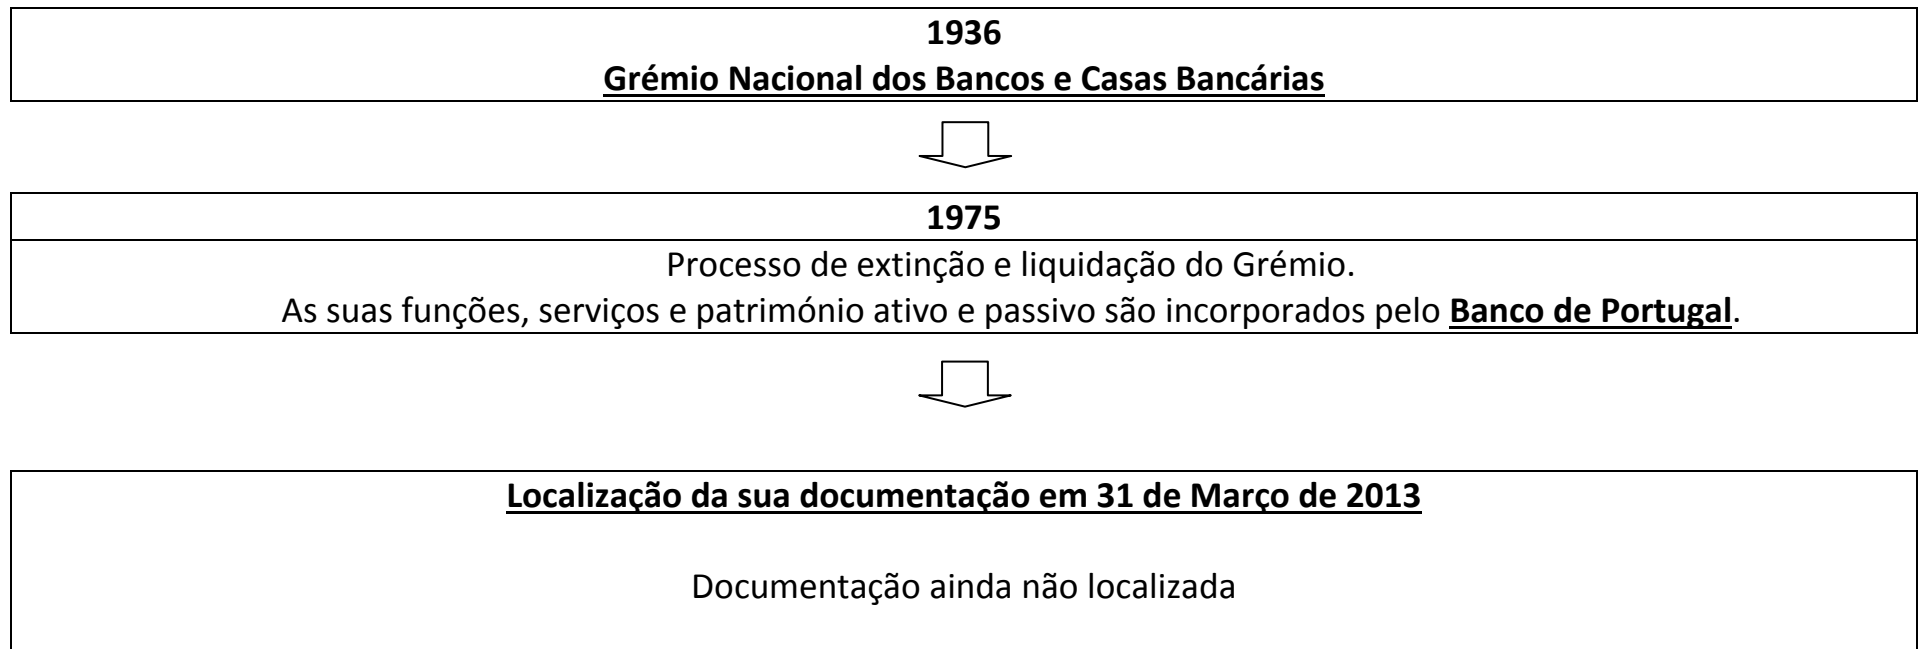 1936
Grémio Nacional dos Bancos e Casas Bancárias
1975
Processo de extinção e liquidação do Grémio.
As suas funções, serviços e património ativo e passivo são incorporados pelo Banco de Portugal.
Localização da sua documentação em 31 de Março de 2013
Documentação ainda não localizada